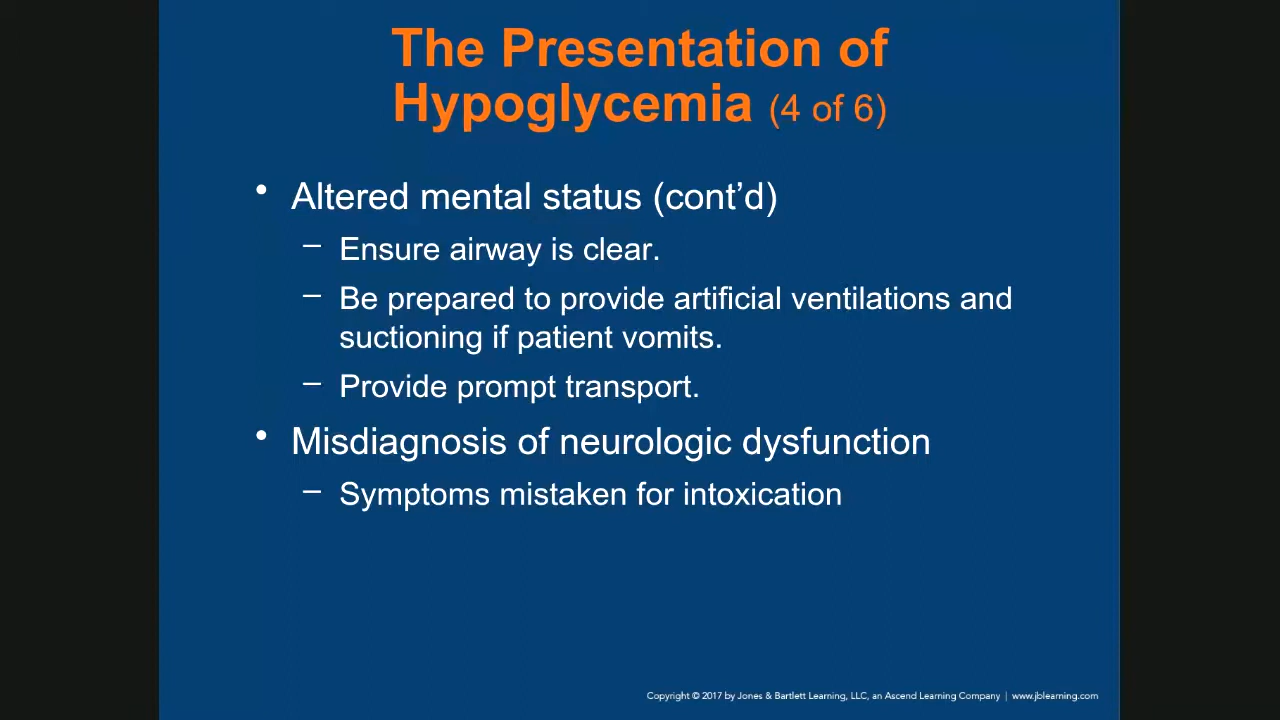 The Presentation of
Hypoglycemia (4 of 6)
• Altered mental status (cont’d)
– Ensure airway is clear.
– Be prepared to provide artificial ventilations and
suctioning if patient vomits.
– Provide prompt transport.
• Misdiagnosis of neurologic dysfunction
– Symptoms mistaken for intoxication
Copyright © 2017 by Jones & Bartlett Learning, LLC, an Ascend Learning Company | www.jblearning.com